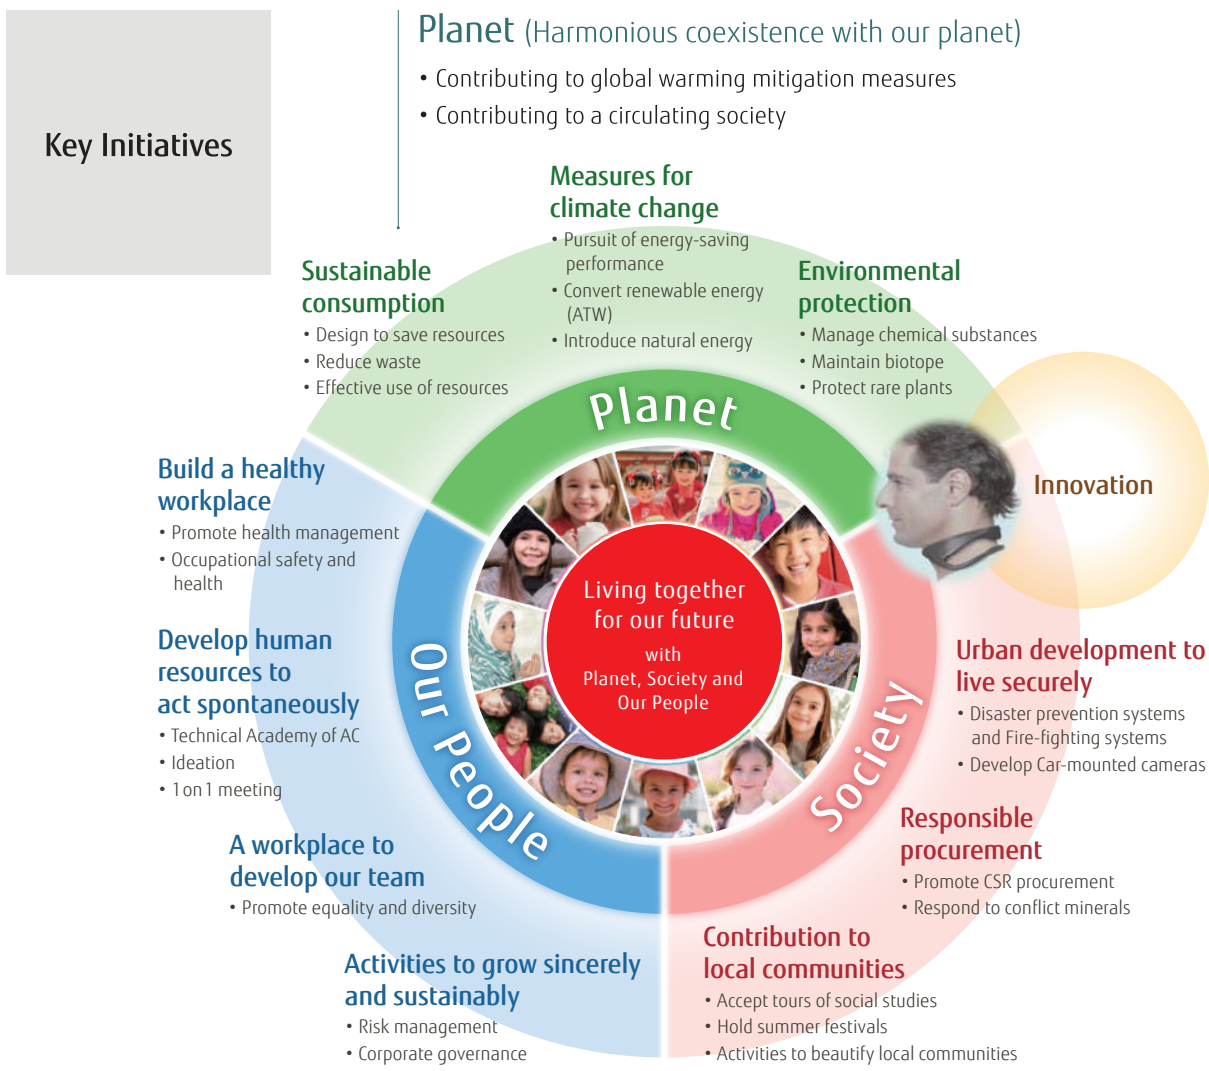 Key Initiatives
Planet (Harmonious coexistence with our planet)
• Contributing to global warming mitigation measures
• Contributing to a circulating society
Measures for
climate change
• Pursuit of energy-saving
performance
• Convert renewable energy
(ATW)
• Introduce natural energy
Sustainable
consumption
• Design to save resources
• Reduce waste
• Effective use of resources
Environmental
protection
• Manage chemical substances
• Maintain biotope
• Protect rare plants
Planet
Innovation
Build a healthy
workplace
• Promote health management
• Occupational safety and
health
Develop human
resources to
act spontaneously
• Technical Academy of AC
• Ideation
• 1on1 meeting
A workplace to
develop our team
• Promote equality and diversity
Activities to grow sincerely
and sustainably
• Risk management
• Corporate governance
Our People
Living together
for our future
with
Planet, Society and
Our People
Society
Urban development to
live securely
• Disaster prevention systems
and Fire-fighting systems
• Develop Car-mounted cameras
Responsible
procurement
• Promote CSR procurement
• Respond to conflict minerals
Contribution to
local communities
• Accept tours of social studies
• Hold summer festivals
• Activities to beautify local communities